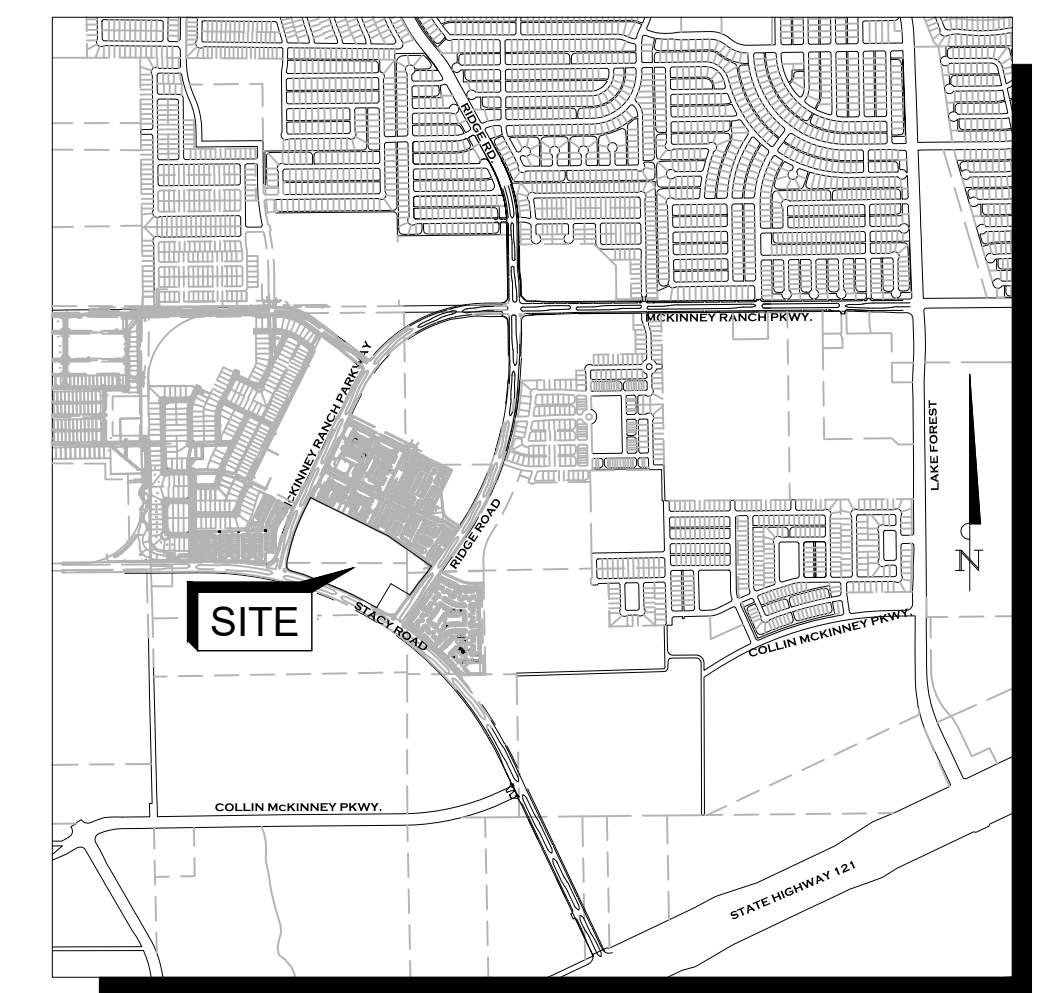 RIDGE RD.
MCKINNEY RANCH PKWY.
MCKINNEY RANCH PARKWAY
LAKE FOREST
RIDGE ROAD
N
SITE
STACY ROAD
COLLIN MCKINNEY PKWY.
COLLIN McKINNEY PKWY.
STATE HIGHWAY 121